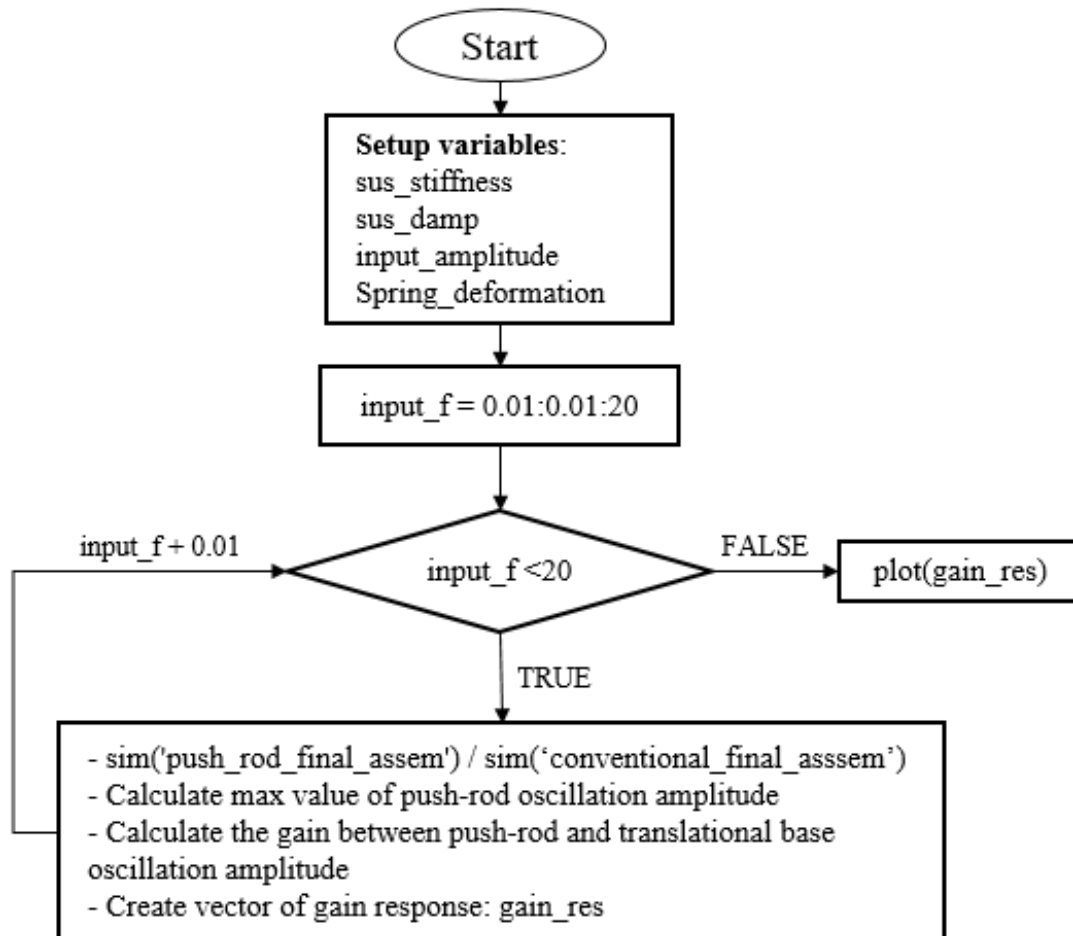 Start
Setup variables:
sus_stiffness
sus_damp
input_amplitude
Spring_deformation
input_f = 0.01:0.01:20
input_f + 0.01
input_f <20
FALSE
plot(gain_res)
TRUE
- sim('push_rod_final_assem') / sim(‘conventional_final_asssem’)
- Calculate max value of push-rod oscillation amplitude
- Calculate the gain between push-rod and translational base
oscillation amplitude
- Create vector of gain response: gain_res